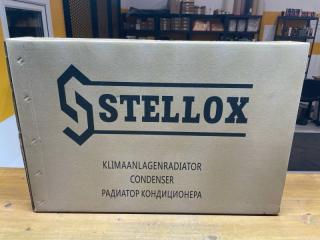 STELLOX
KLIMAANLAGENRADIATOR
CONDENSER
РАДИАТОР КОНДИЦИОНЕРА